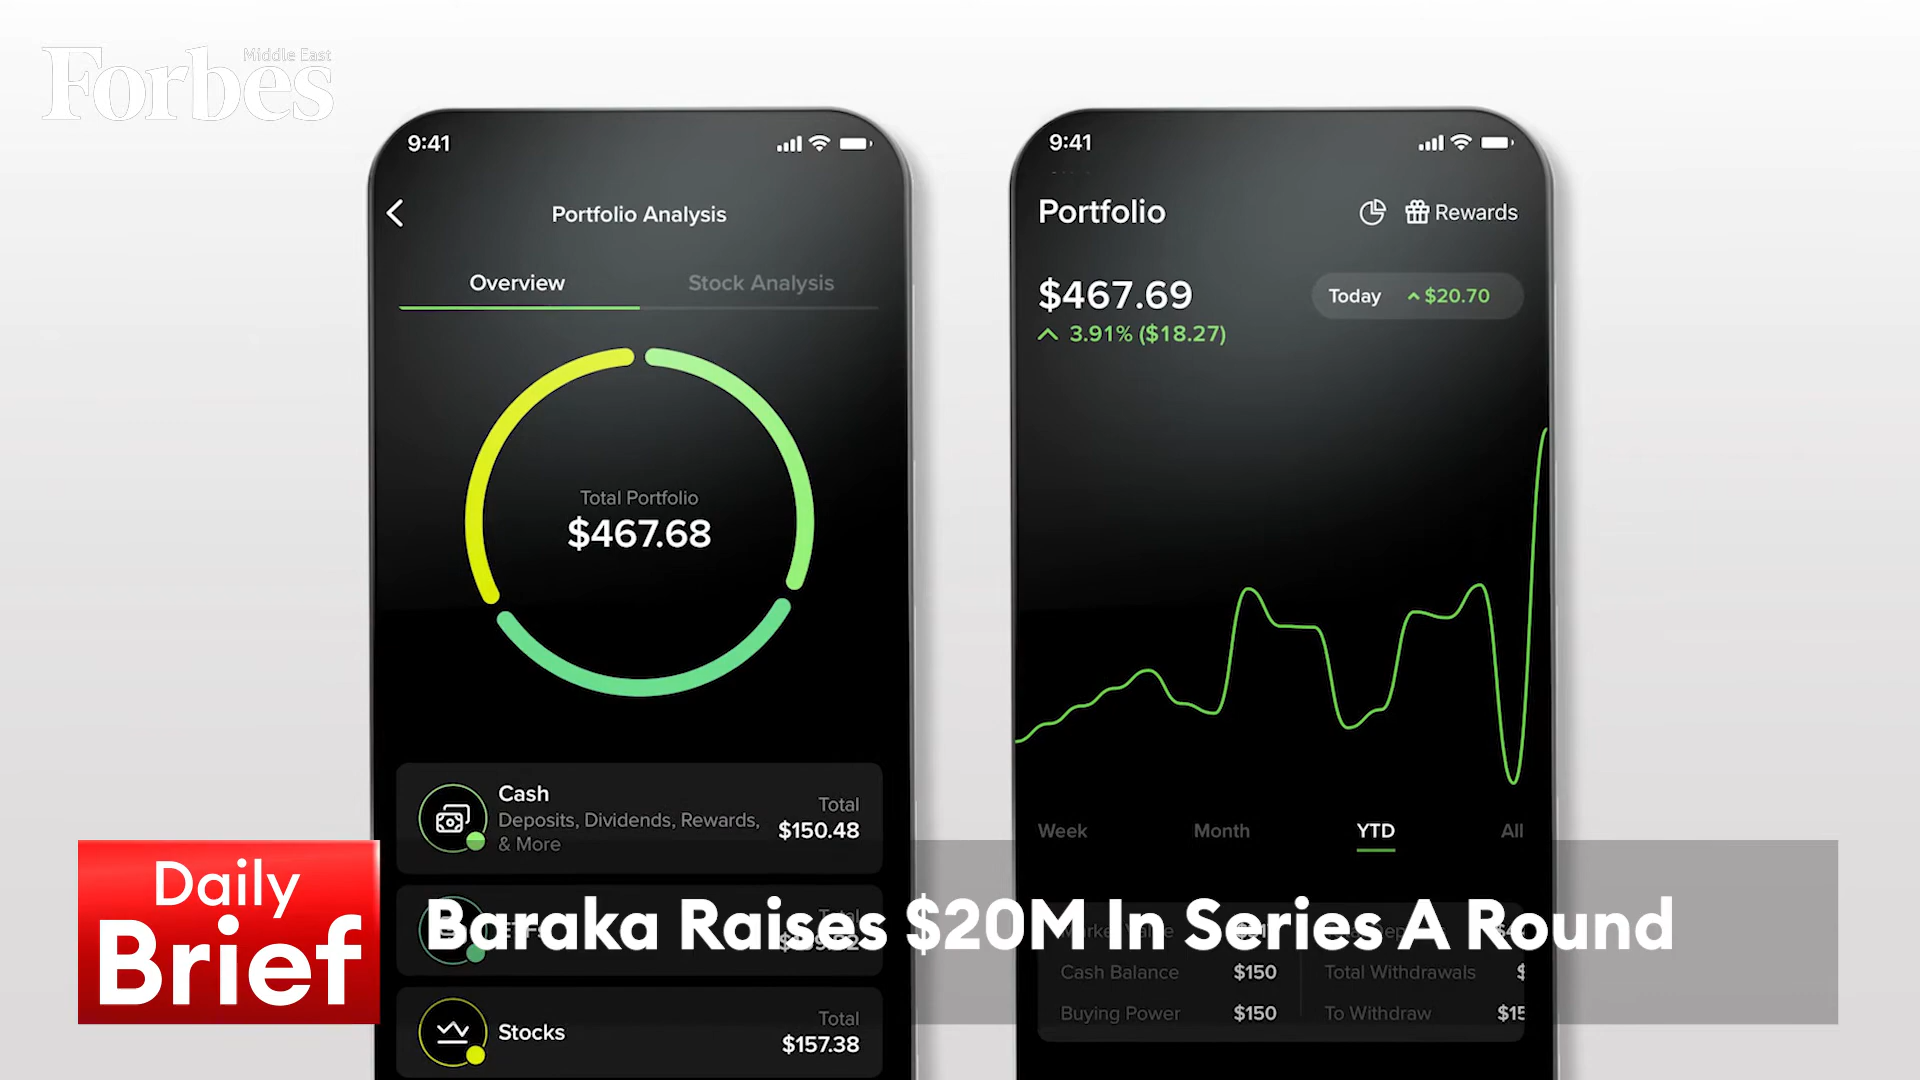 Forbes
Middle East
9:41
Portfolio Analysis
Overview
Stock Analysis
Total Portfolio
$467.68
Cash
Deposits, Dividends, Rewards,
& More
Total
$150.48
Stocks
Total
$157.38
9:41
Portfolio
Rewards
$467.69
3.91% ($18.27)
Today
$20.70
Week
Month
YTD
All
Cash Balance
$150
Total Withdrawals
Buying Power
$150
To Withdraw
Daily
Brief
Baraka Raises $20M In Series A Round